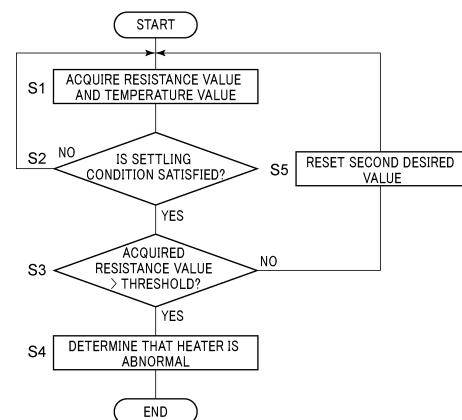 START
S1
ACQUIRE RESISTANCE VALUE
AND TEMPERATURE VALUE
S2
NO
IS SETTLING
CONDITION SATISFIED?
S5
RESET SECOND DESIRED
VALUE
YES
S3
ACQUIRED
RESISTANCE VALUE
> THRESHOLD?
NO
YES
S4
DETERMINE THAT HEATER IS
ABNORMAL
END